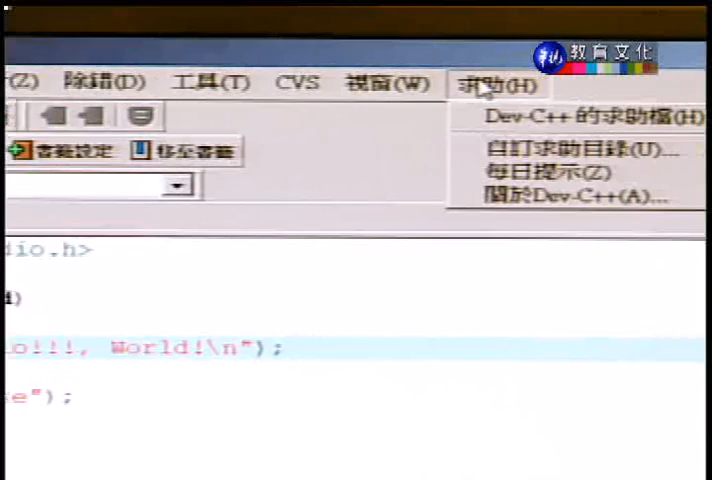 教育文化
(Z) 除錯(D) 工具(T) CVS 視窗(W) 求助(H)
Dev-C++ 的求助檔(H)
書籤設定 移至書籤
自訂求助目錄(U)...
每日提示(Z)
關於Dev-C++(A)...
dio.h>
)
o!!!, World!\n");
e");